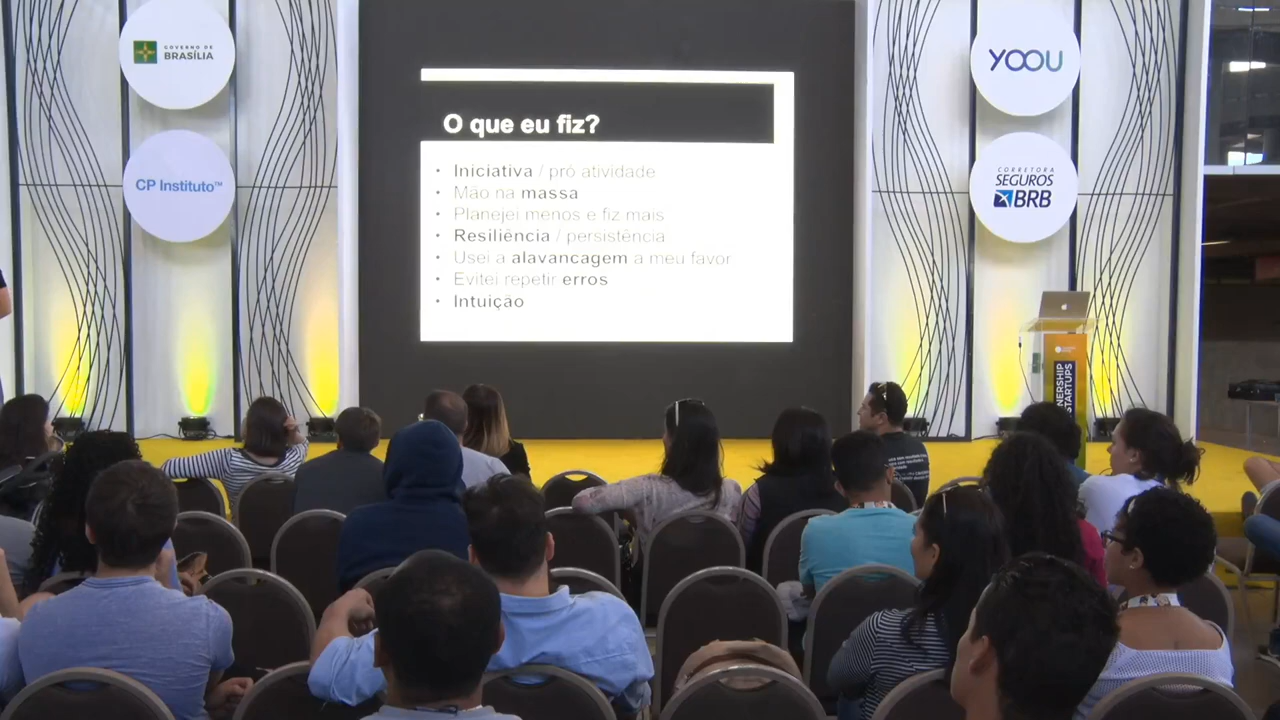 GOVERNO DE
BRASÍLIA
CP Instituto™
O que eu fiz?
• Iniciativa / pró atividade
• Mão na massa
• Planejei menos e fiz mais
• Resiliência / persistência
• Usei a alavancagem a meu favor
• Evitei repetir erros
• Intuição
YOOU
CORRETORA
SEGUROS
BRB
NERSHIP
STARTUPS